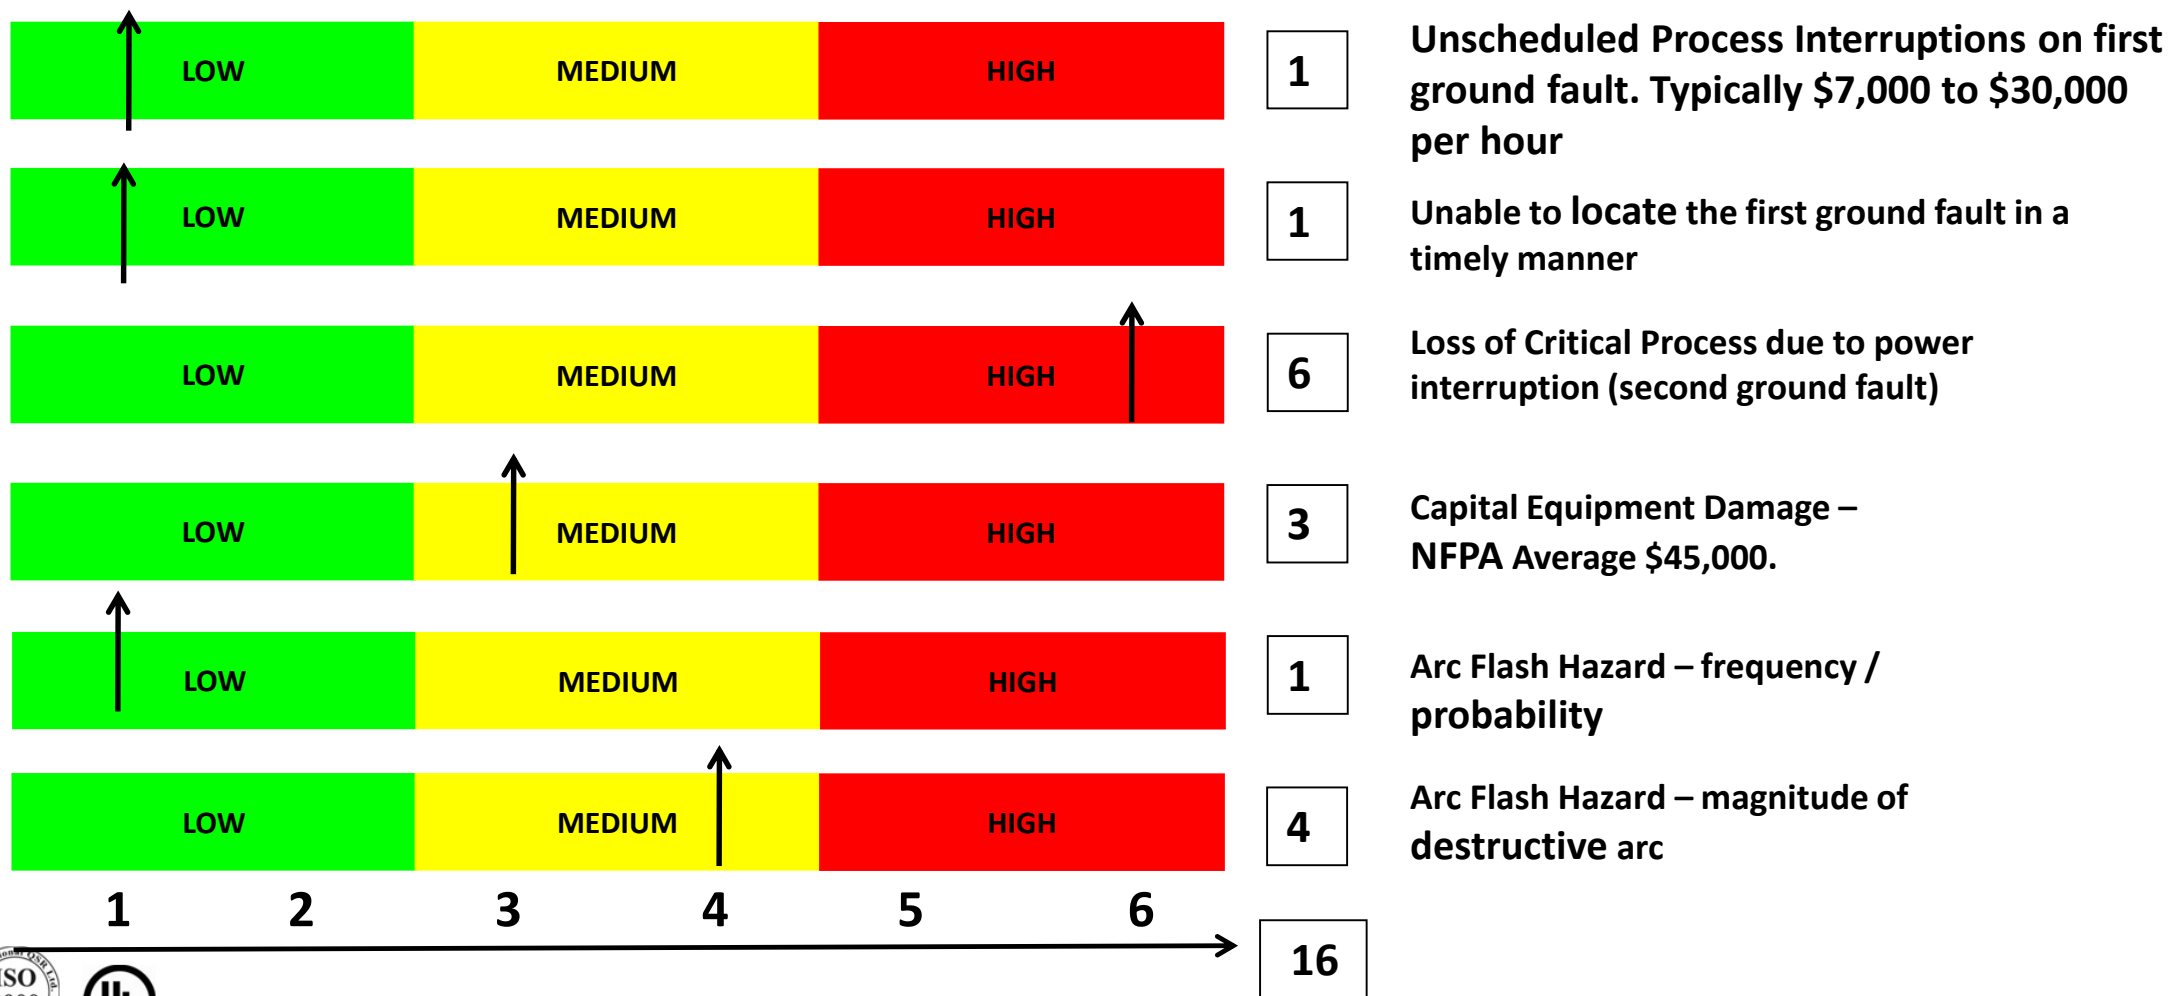 LOW MEDIUM HIGH 1 Unscheduled Process Interruptions on first
ground fault. Typically $7,000 to $30,000
per hour
LOW MEDIUM HIGH 1 Unable to locate the first ground fault in a
timely manner
LOW MEDIUM HIGH 6 Loss of Critical Process due to power
interruption (second ground fault)
LOW MEDIUM HIGH 3 Capital Equipment Damage –
NFPA Average $45,000.
LOW MEDIUM HIGH 1 Arc Flash Hazard – frequency /
probability
LOW MEDIUM HIGH 4 Arc Flash Hazard – magnitude of
destructive arc
1 2 3 4 5 6
16
QSR Ltd.
ISO